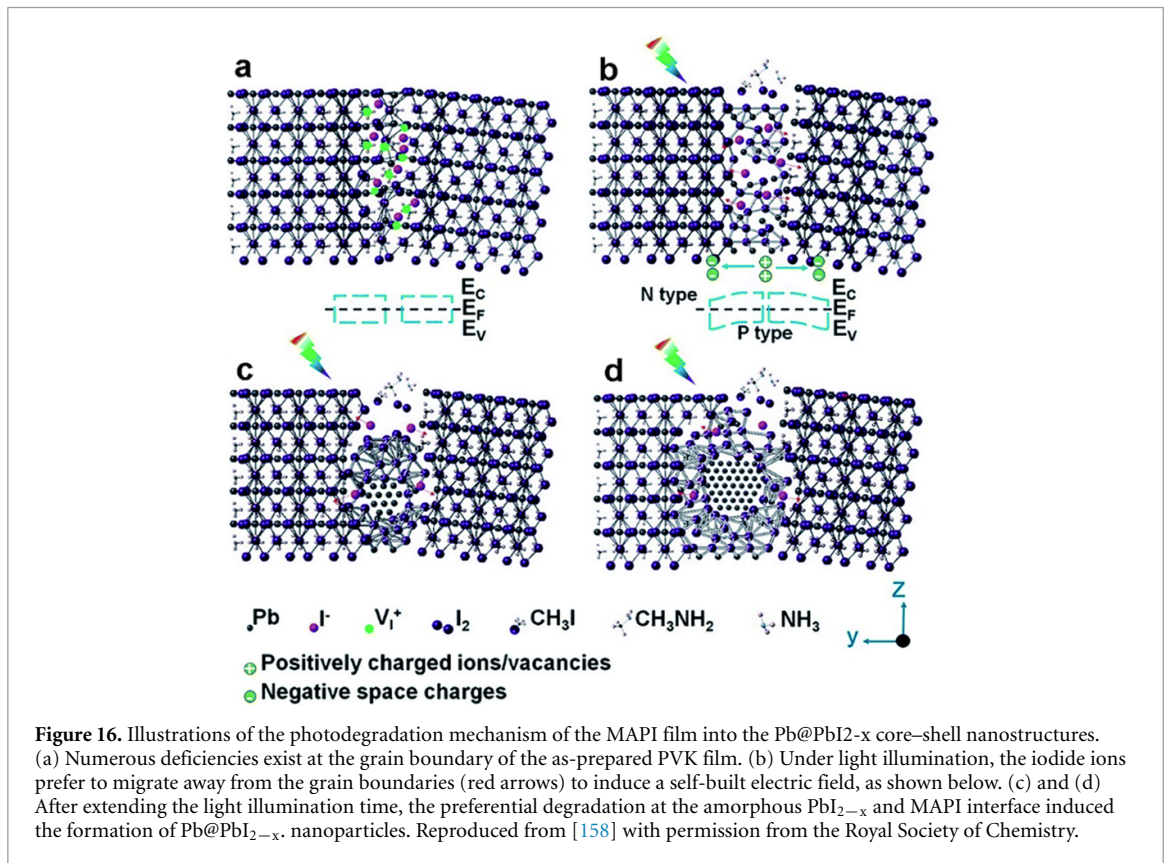 a
b
E_C
E_F
E_V
N type
P type
E_C
E_F
E_V
c
d
Pb I⁻ V_I⁺ I₂ CH₃I CH₃NH₂ NH₃
⊕ Positively charged ions/vacancies
⊖ Negative space charges
Z
y
Figure 16. Illustrations of the photodegradation mechanism of the MAPI film into the Pb@PbI2-x core–shell nanostructures.
(a) Numerous deficiencies exist at the grain boundary of the as-prepared PVK film. (b) Under light illumination, the iodide ions
prefer to migrate away from the grain boundaries (red arrows) to induce a self-built electric field, as shown below. (c) and (d)
After extending the light illumination time, the preferential degradation at the amorphous PbI₂₋ₓ and MAPI interface induced
the formation of Pb@PbI₂₋ₓ. nanoparticles. Reproduced from [158] with permission from the Royal Society of Chemistry.